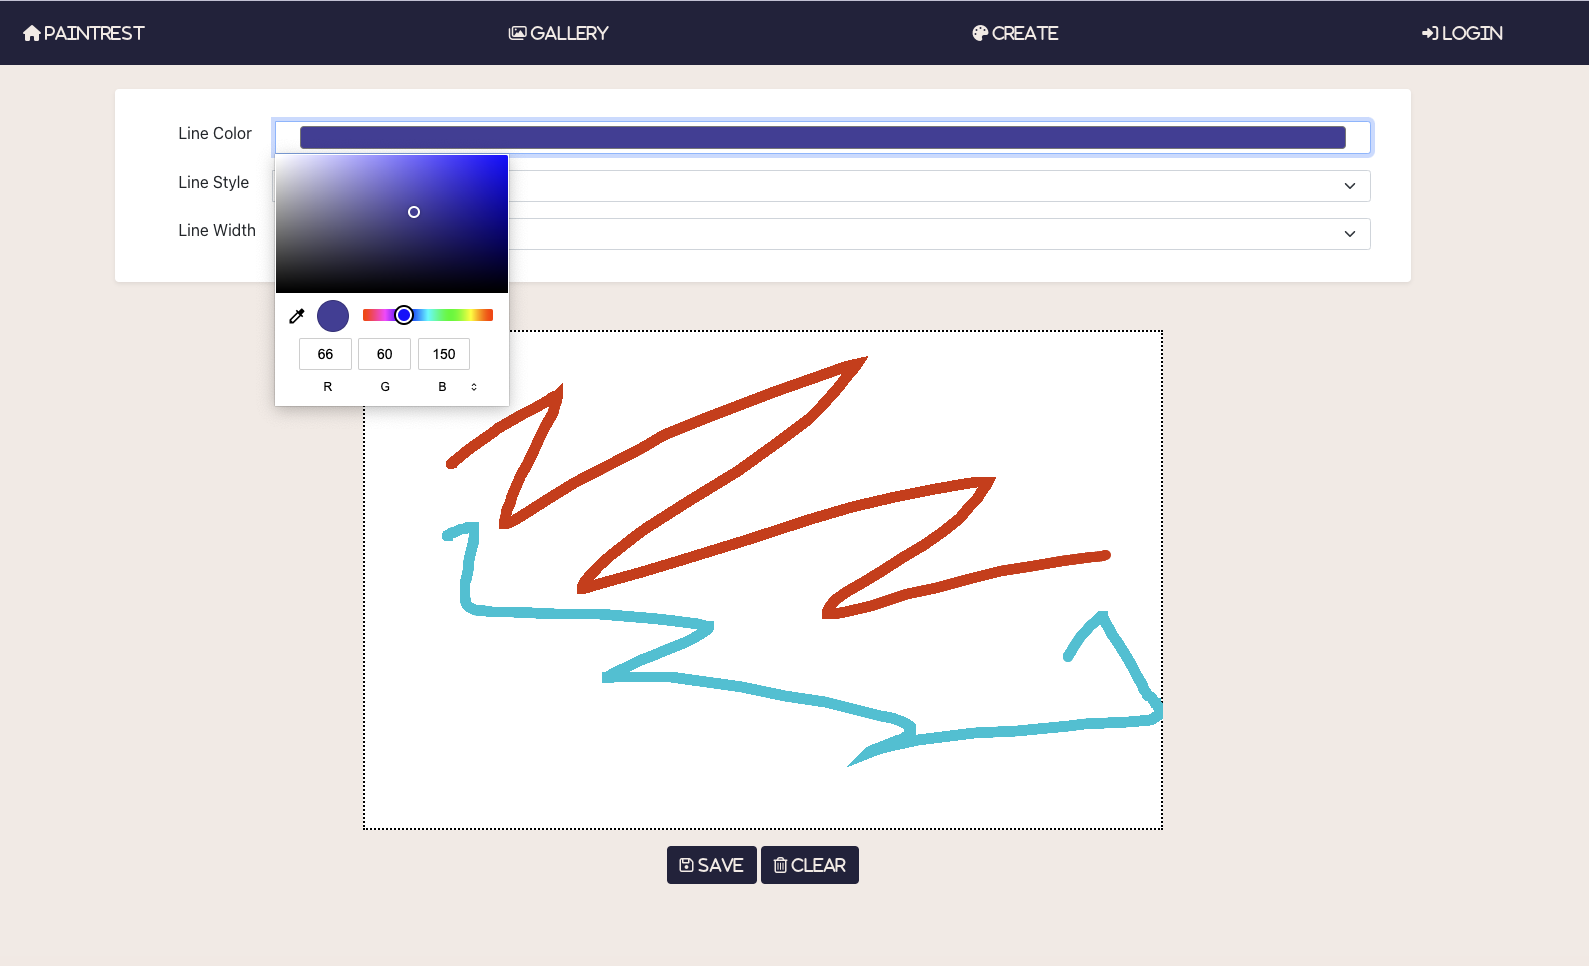 PAINTREST GALLERY CREATE LOGIN
Line Color
Line Style
Line Width
66 60 150
R G B
SAVE CLEAR